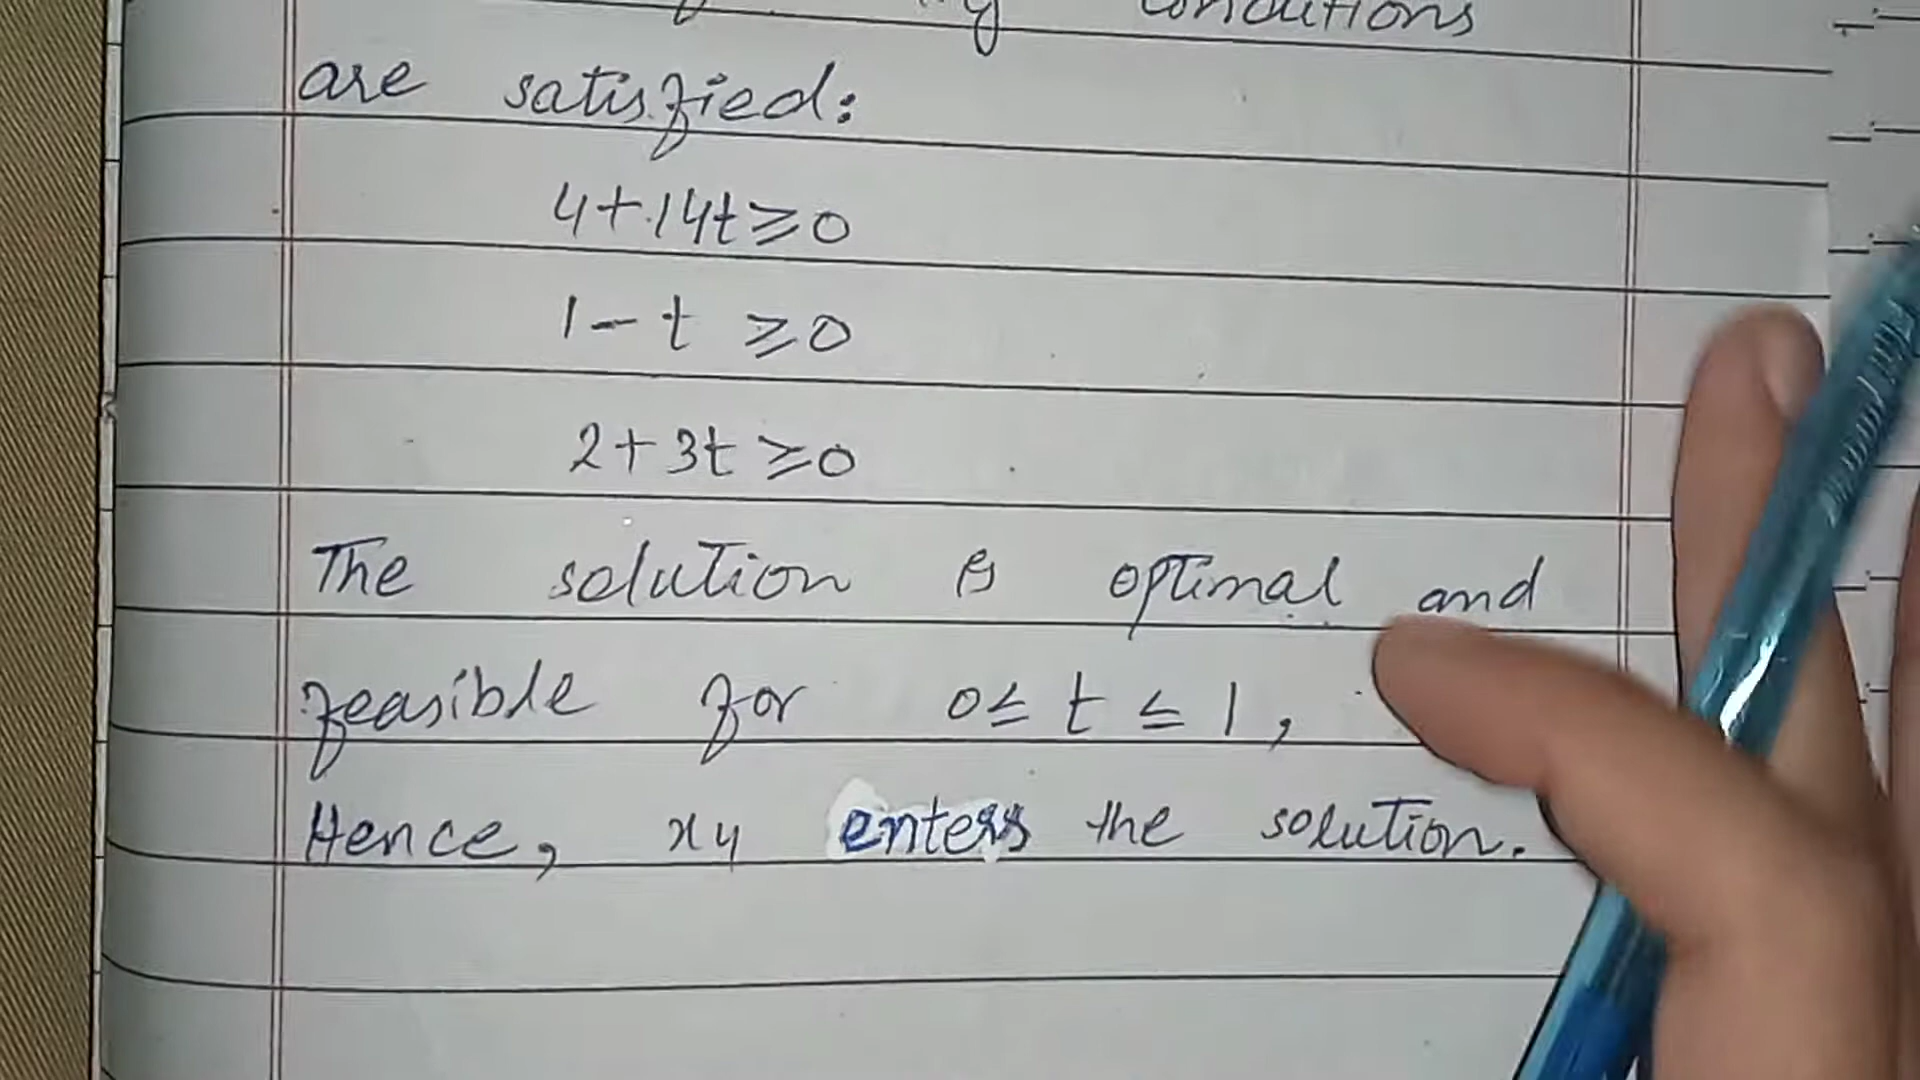 conditions
are satisfied:
4+14t≥0
1-t ≥0
2+3t ≥0
The solution is optimal and
feasible for 0≤ t ≤ 1,
Hence, x4 enters the solution.